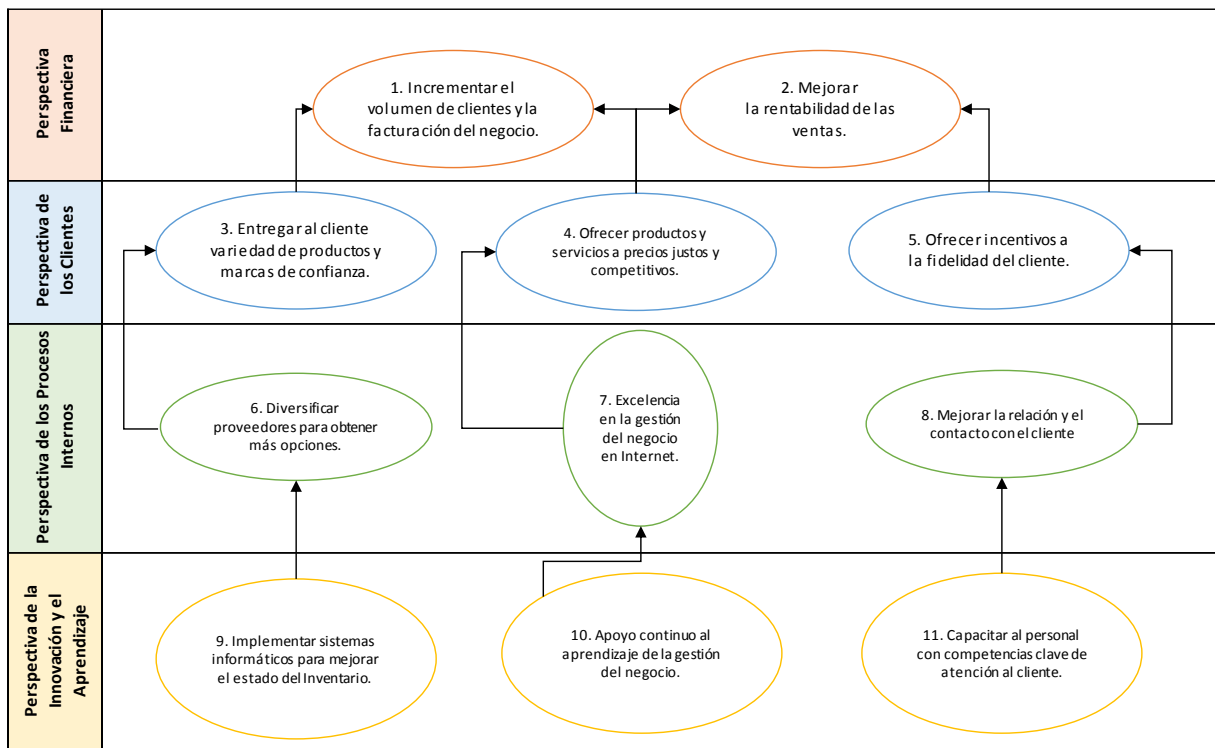 Perspectiva
Financiera
1. Incrementar el
volumen de clientes y la
facturación del negocio.
2. Mejorar
la rentabilidad de las
ventas.
Perspectiva de
los Clientes
3. Entregar al cliente
variedad de productos y
marcas de confianza.
4. Ofrecer productos y
servicios a precios justos y
competitivos.
5. Ofrecer incentivos a
la fidelidad del cliente.
Perspectiva de los Procesos
Internos
6. Diversificar
proveedores para obtener
más opciones.
7. Excelencia
en la gestión
del negocio
en Internet.
8. Mejorar la relación y el
contacto con el cliente
Perspectiva de la
Innovación y el
Aprendizaje
9. Implementar sistemas
informáticos para mejorar
el estado del Inventario.
10. Apoyo continuo al
aprendizaje de la gestión
del negocio.
11. Capacitar al personal
con competencias clave de
atención al cliente.